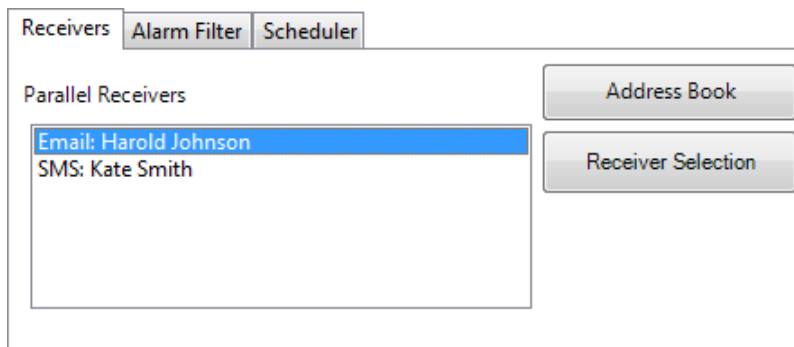 Receivers Alarm Filter Scheduler
Parallel Receivers
Email: Harold Johnson
SMS: Kate Smith
Address Book
Receiver Selection